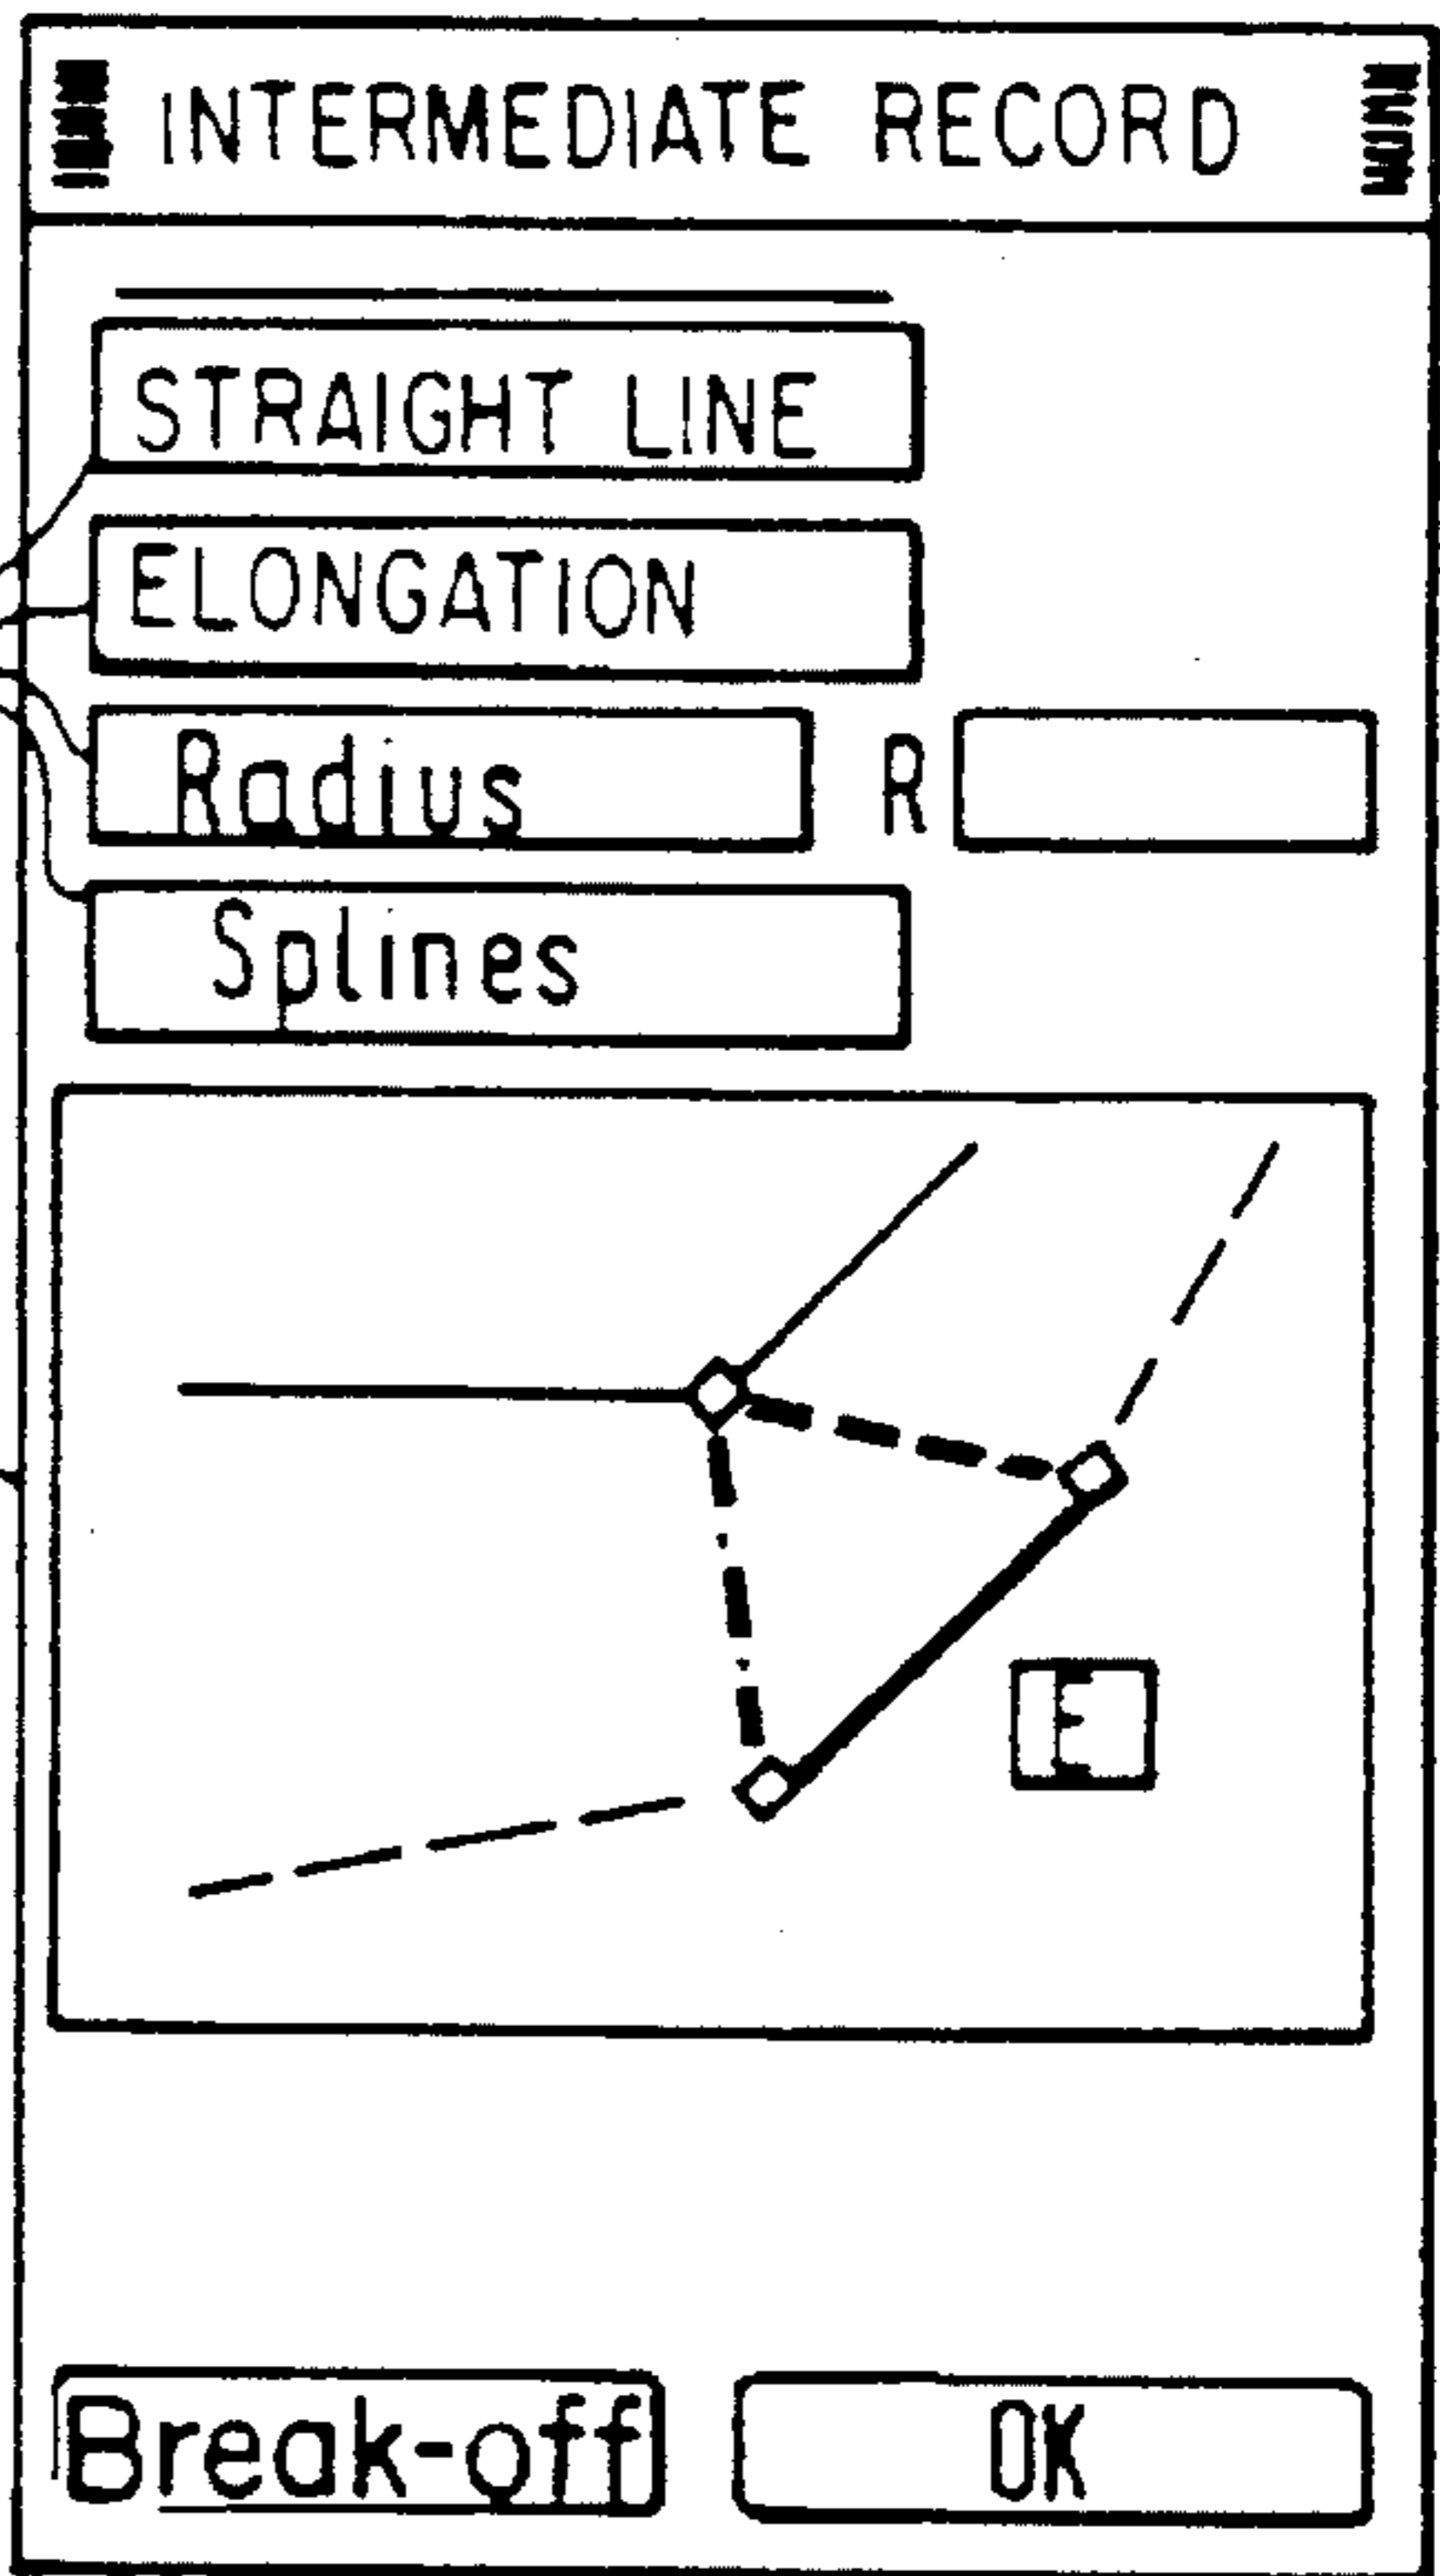 INTERMEDIATE RECORD
STRAIGHT LINE
ELONGATION
Radius R
Splines
E
Break-off OK